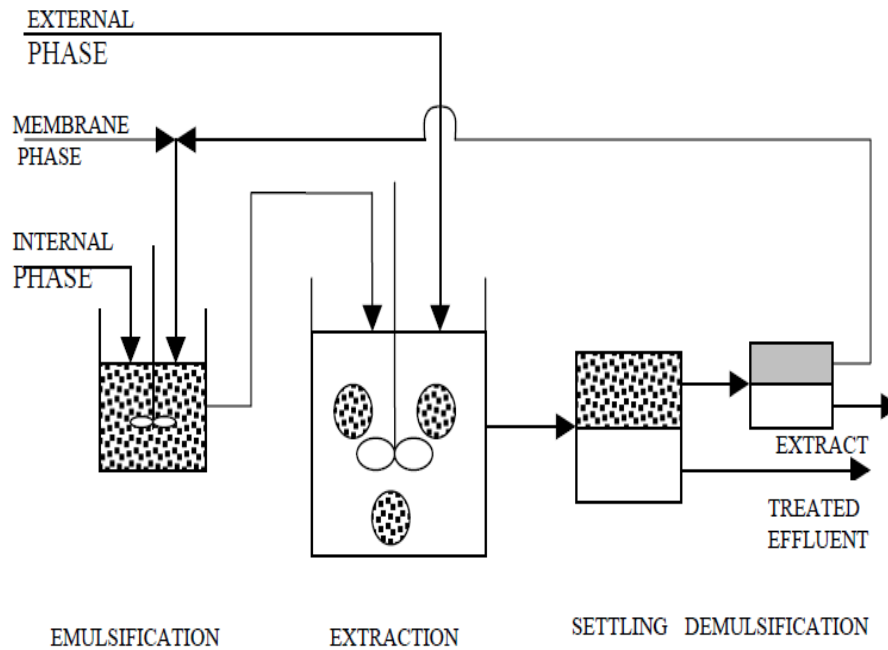 EXTERNAL
PHASE
MEMBRANE
PHASE
INTERNAL
PHASE
EXTRACT
TREATED
EFFLUENT
EMULSIFICATION
EXTRACTION
SETTLING
DEMULSIFICATION